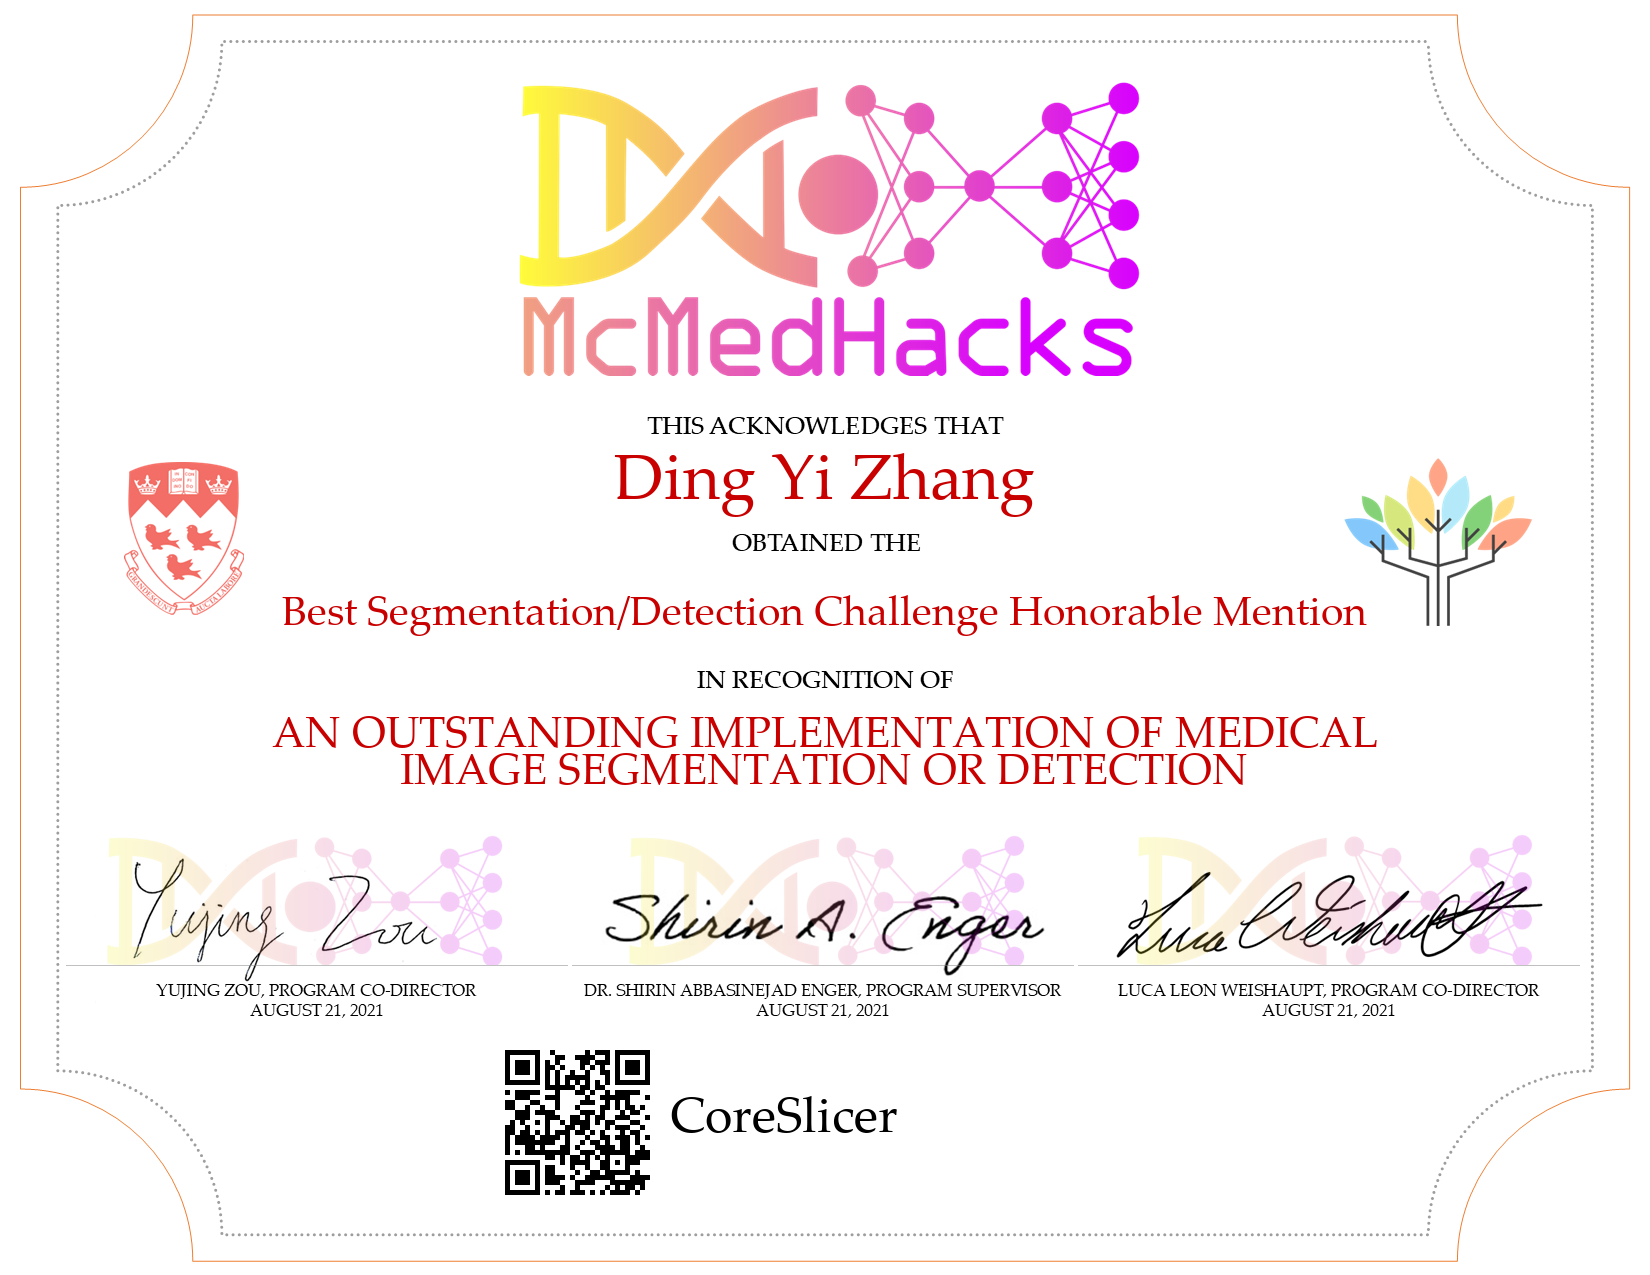 McMedHacks
THIS ACKNOWLEDGES THAT
Ding Yi Zhang
OBTAINED THE
Best Segmentation/Detection Challenge Honorable Mention
IN RECOGNITION OF
AN OUTSTANDING IMPLEMENTATION OF MEDICAL
IMAGE SEGMENTATION OR DETECTION
GRANDESCUNT AUCTA LABORE
Yujing Zou
Shirin A. Enger
Luca Weishaupt
YUJING ZOU, PROGRAM CO-DIRECTOR
AUGUST 21, 2021
DR. SHIRIN ABBASINEJAD ENGER, PROGRAM SUPERVISOR
AUGUST 21, 2021
LUCA LEON WEISHAUPT, PROGRAM CO-DIRECTOR
AUGUST 21, 2021
CoreSlicer